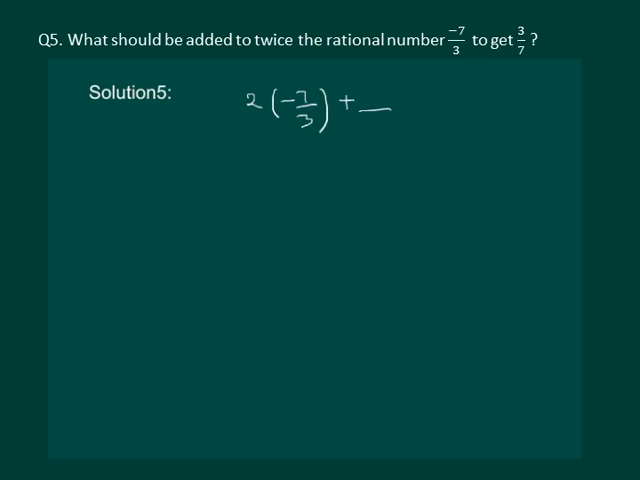 Q5. What should be added to twice the rational number -7/3 to get 3/7 ?
Solution5:
2 (-7/3) + __